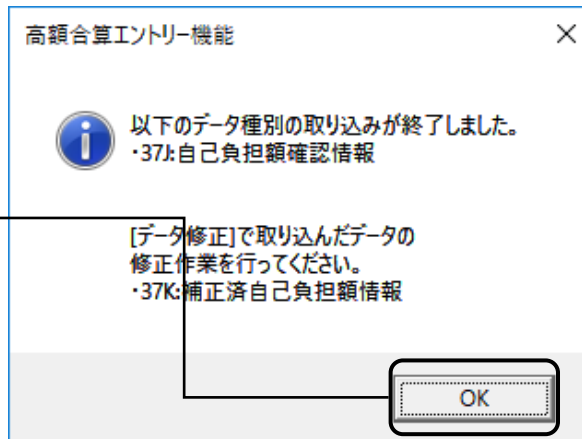 高額合算エントリー機能
以下のデータ種別の取り込みが終了しました。
・37J:自己負担額確認情報
[データ修正]で取り込んだデータの
修正作業を行ってください。
・37K:補正済自己負担額情報
OK